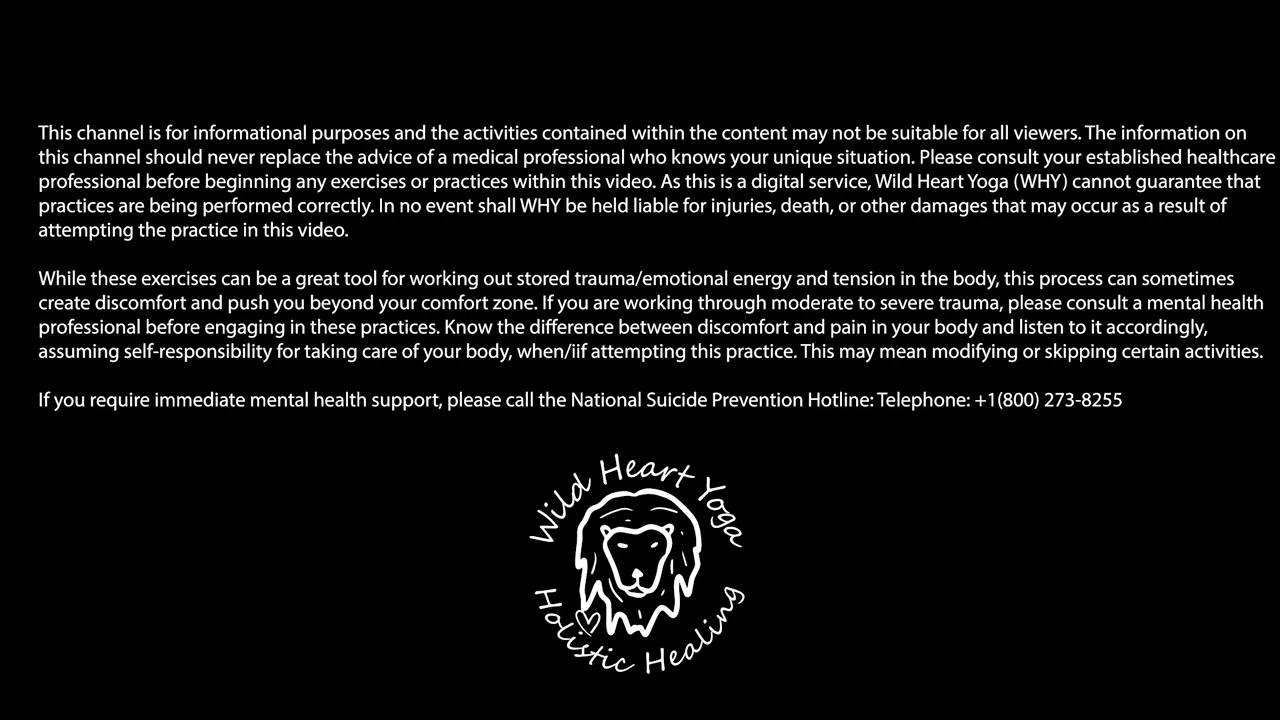 This channel is for informational purposes and the activities contained within the content may not be suitable for all viewers. The information on
this channel should never replace the advice of a medical professional who knows your unique situation. Please consult your established healthcare
professional before beginning any exercises or practices within this video. As this is a digital service, Wild Heart Yoga (WHY) cannot guarantee that
practices are being performed correctly. In no event shall WHY be held liable for injuries, death, or other damages that may occur as a result of
attempting the practice in this video.
While these exercises can be a great tool for working out stored trauma/emotional energy and tension in the body, this process can sometimes
create discomfort and push you beyond your comfort zone. If you are working through moderate to severe trauma, please consult a mental health
professional before engaging in these practices. Know the difference between discomfort and pain in your body and listen to it accordingly,
assuming self-responsibility for taking care of your body, when/iif attempting this practice. This may mean modifying or skipping certain activities.
If you require immediate mental health support, please call the National Suicide Prevention Hotline: Telephone: +1(800) 273-8255
Wild Heart Yoga
Holistic Healing